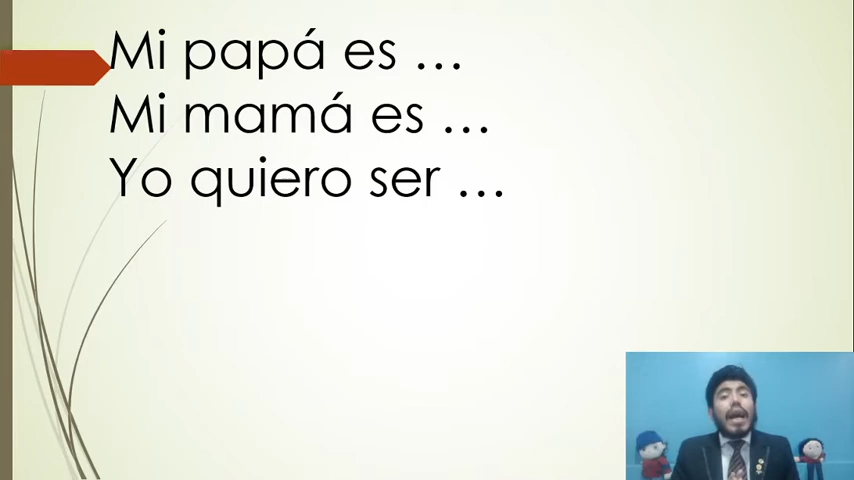 Mi papá es …
Mi mamá es …
Yo quiero ser …